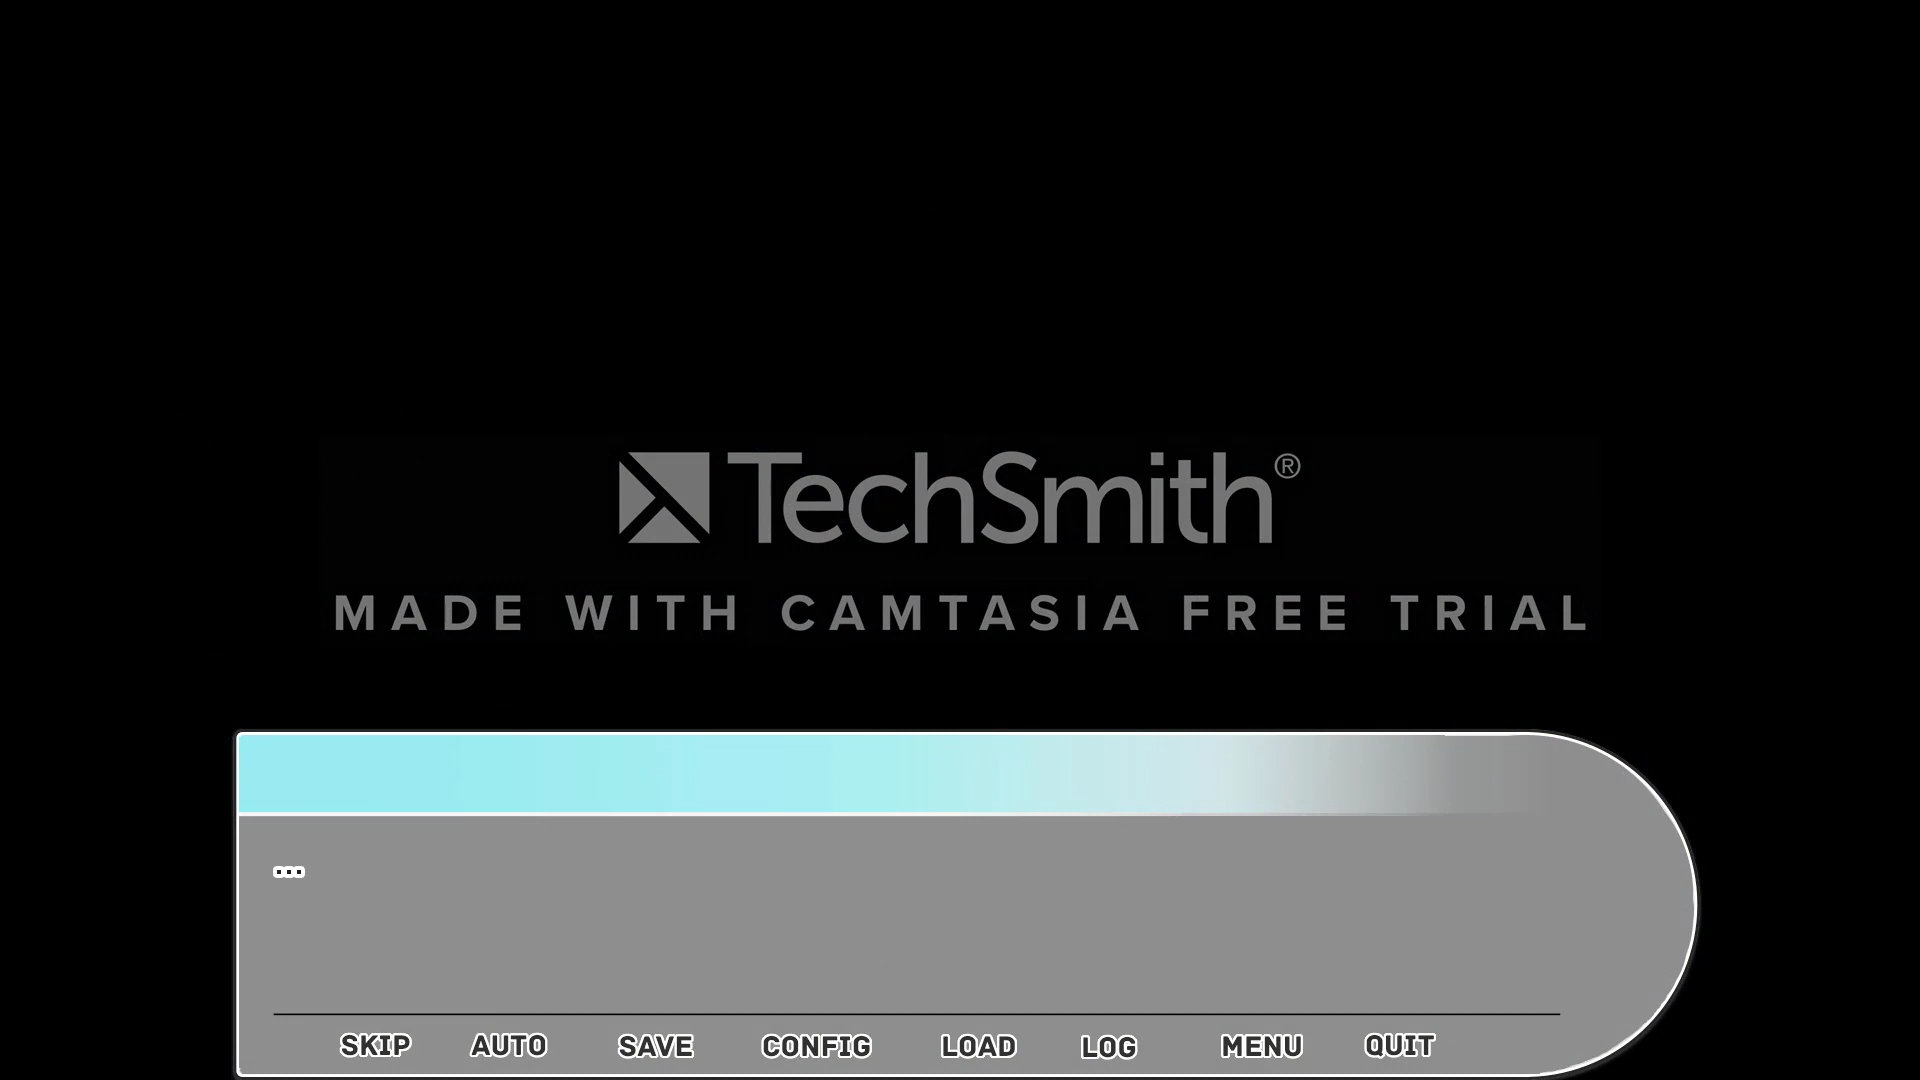 TechSmith®
MADE WITH CAMTASIA FREE TRIAL
...
SKIP AUTO SAVE CONFIG LOAD LOG MENU QUIT